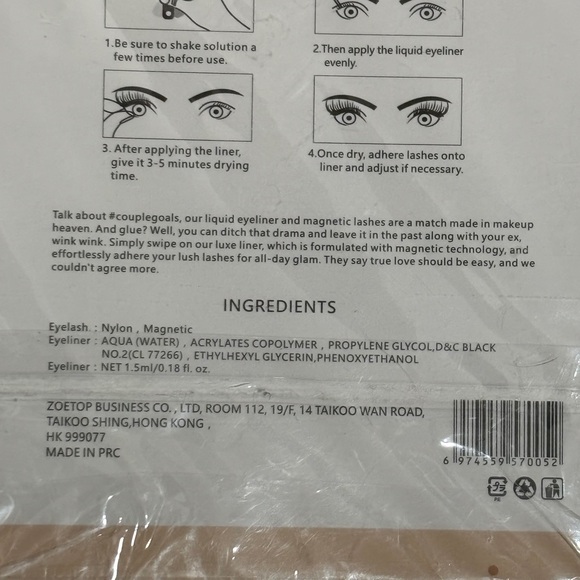 1.Be sure to shake solution a
few times before use.
2.Then apply the liquid eyeliner
evenly.
3. After applying the liner,
give it 3-5 minutes drying
time.
4.Once dry, adhere lashes onto
liner and adjust if necessary.
Talk about #couplegoals, our liquid eyeliner and magnetic lashes are a match made in makeup
heaven. And glue? Well, you can ditch that drama and leave it in the past along with your ex,
wink wink. Simply swipe on our luxe liner, which is formulated with magnetic technology, and
effortlessly adhere your lush lashes for all-day glam. They say true love should be easy, and we
couldn't agree more.
INGREDIENTS
Eyelash : Nylon , Magnetic
Eyeliner : AQUA (WATER) , ACRYLATES COPOLYMER , PROPYLENE GLYCOL,D&C BLACK
NO.2(CL 77266) , ETHYLHEXYL GLYCERIN,PHENOXYETHANOL
Eyeliner : NET 1.5ml/0.18 fl. oz.
ZOETOP BUSINESS CO. , LTD, ROOM 112, 19/F, 14 TAIKOO WAN ROAD,
TAIKOO SHING,HONG KONG ,
HK 999077
MADE IN PRC
6 974559 570052